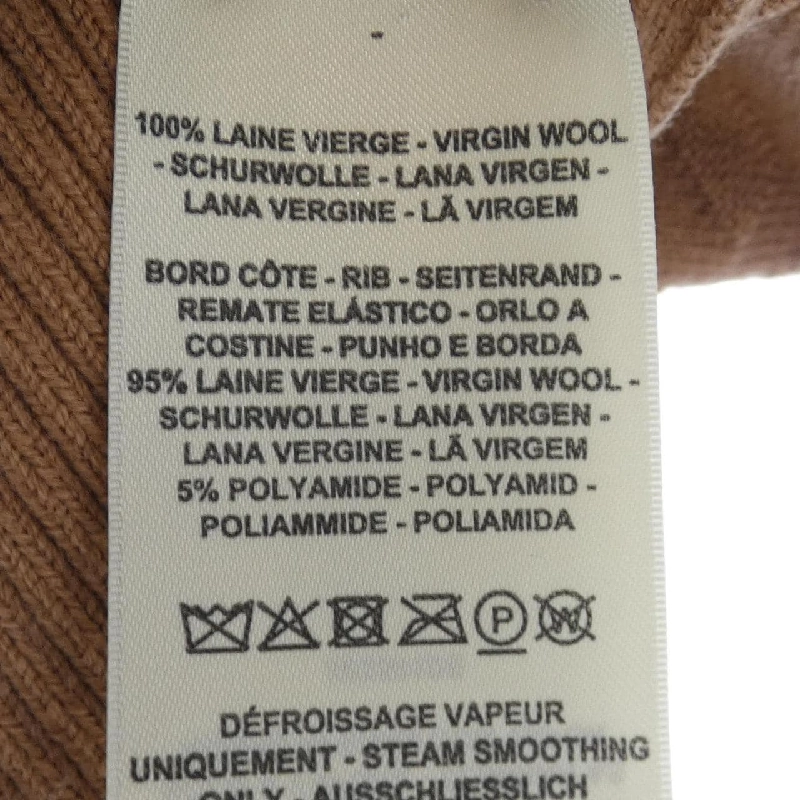 -
100% LAINE VIERGE - VIRGIN WOOL
- SCHURWOLLE - LANA VIRGEN -
LANA VERGINE - LÃ VIRGEM
BORD CÔTE - RIB - SEITENRAND -
REMATE ELÁSTICO - ORLO A
COSTINE - PUNHO E BORDA
95% LAINE VIERGE - VIRGIN WOOL -
SCHURWOLLE - LANA VIRGEN -
LANA VERGINE - LÃ VIRGEM
5% POLYAMIDE - POLYAMID -
POLIAMMIDE - POLIAMIDA
P W
DÉFROISSAGE VAPEUR
UNIQUEMENT - STEAM SMOOTHING
ONLY - AUSSCHLIESSLICH